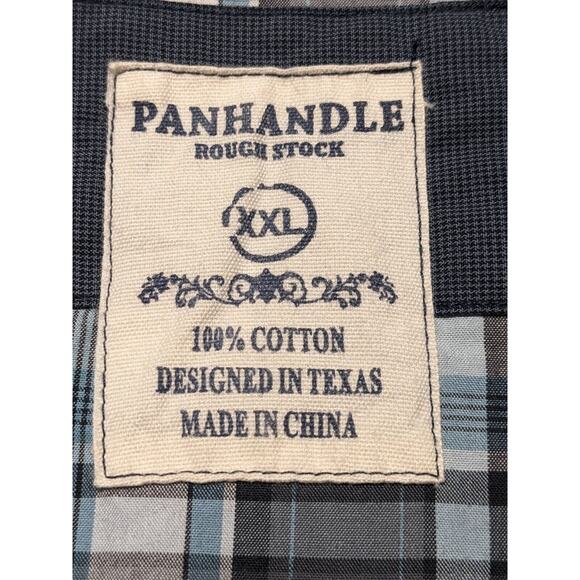 PANHANDLE
ROUGH STOCK
XXL
100% COTTON
DESIGNED IN TEXAS
MADE IN CHINA